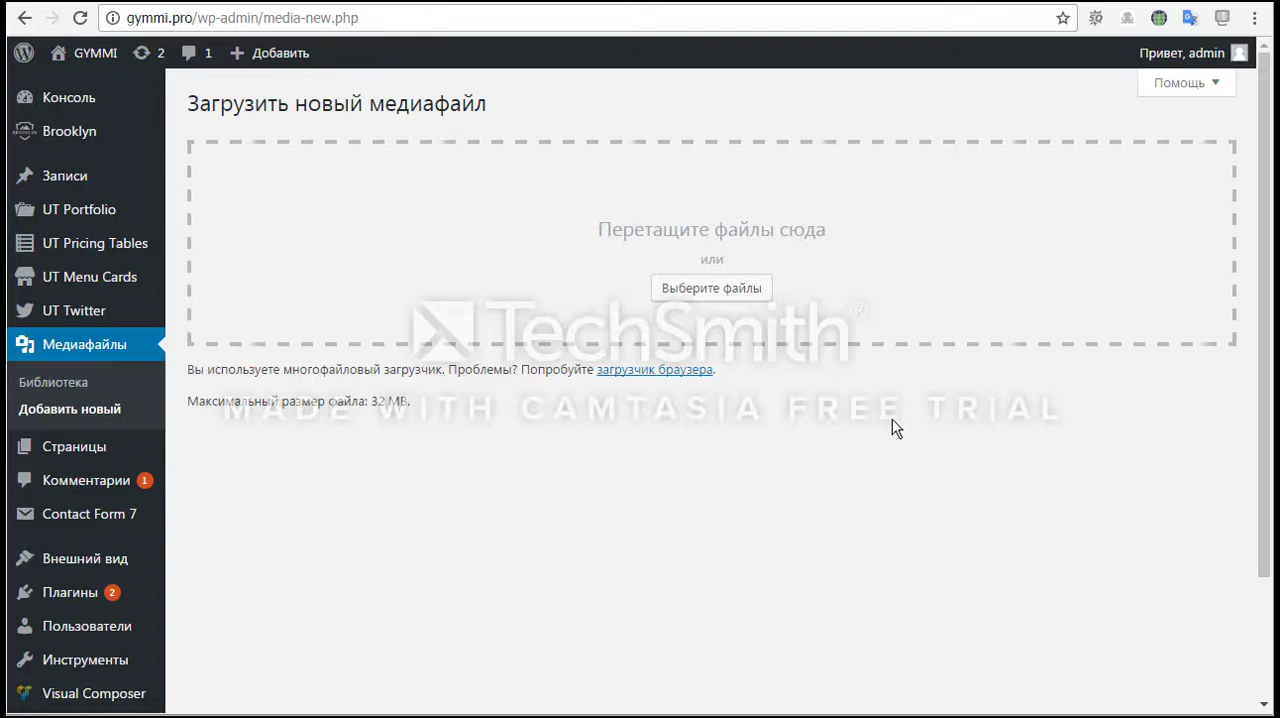 gymmi.pro/wp-admin/media-new.php
GYMMI 2 1 Добавить
Привет, admin
Помощь
Консоль
Brooklyn
Записи
UT Portfolio
UT Pricing Tables
UT Menu Cards
UT Twitter
Медиафайлы
Библиотека
Добавить новый
Страницы
Комментарии 1
Contact Form 7
Внешний вид
Плагины 2
Пользователи
Инструменты
Visual Composer
Загрузить новый медиафайл
Перетащите файлы сюда
или
Выберите файлы
Вы используете многофайловый загрузчик. Проблемы? Попробуйте загрузчик браузера.
Максимальный размер файла: 32 MB.
TechSmith®
MADE WITH CAMTASIA FREE TRIAL